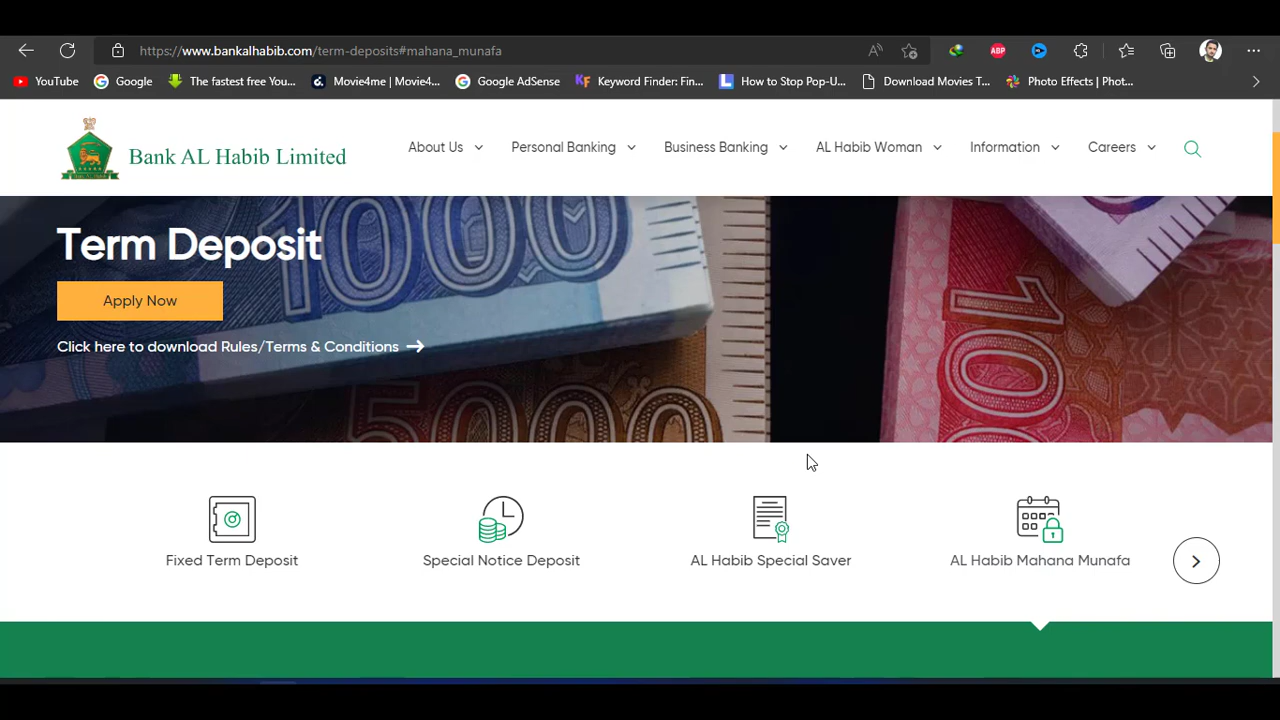 https://www.bankalhabib.com/term-deposits#mahana_munafa
YouTube Google The fastest free You... Movie4me | Movie4... Google AdSense Keyword Finder: Fin... How to Stop Pop-U... Download Movies T... Photo Effects | Phot...
Bank AL Habib Limited
About Us Personal Banking Business Banking AL Habib Woman Information Careers
Term Deposit
Apply Now
Click here to download Rules/Terms & Conditions →
1000
5000
100
Fixed Term Deposit Special Notice Deposit AL Habib Special Saver AL Habib Mahana Munafa